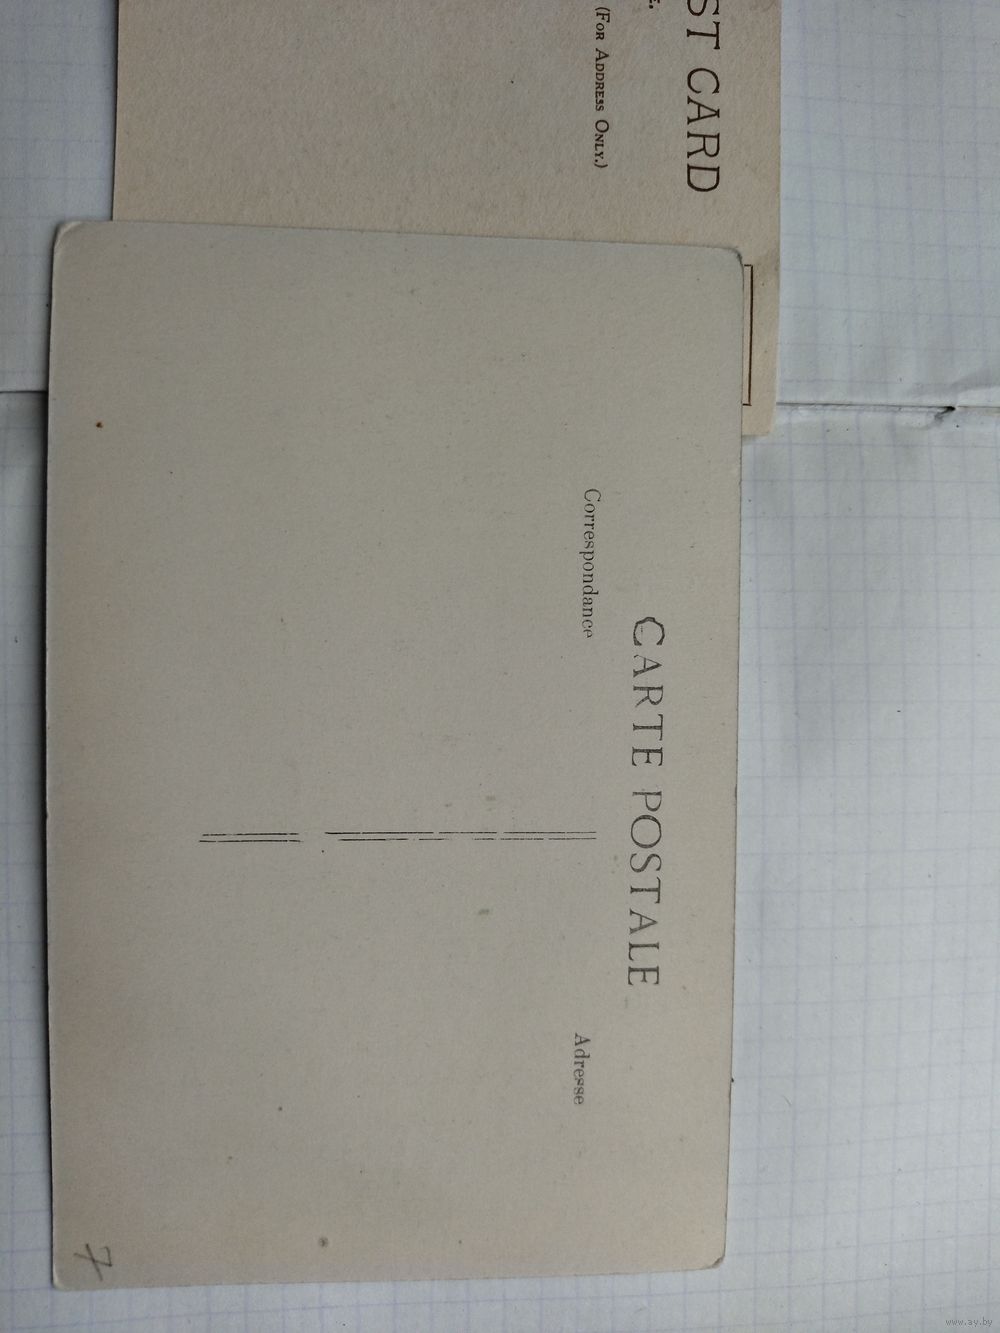 ST CARD
E.
(FOR ADDRESS ONLY.)
CARTE POSTALE
Correspondance
Adresse
7
www.ay.by